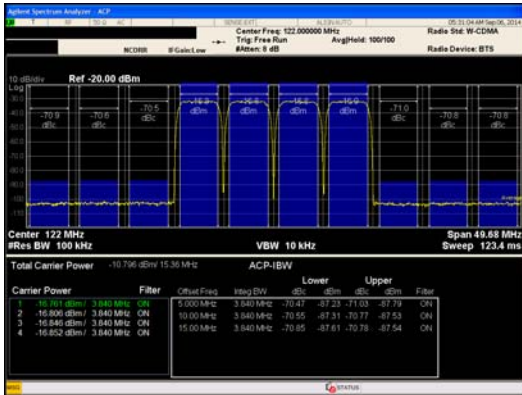 Agilent Spectrum Analyzer - ACP
T RF 50 Ω AC SENSE:EXT ALIGN AUTO 05:31:04 AM Sep 06, 2014
Center Freq: 122.000000 MHz Radio Std: W-CDMA
Trig: Free Run Avg|Hold: 100/100
NCORR IFGain:Low #Atten: 8 dB Radio Device: BTS
10 dB/div Ref -20.00 dBm
Log
-70.9 dBc
-70.6 dBc
-70.5 dBc
dBm
dBm
dBm
dBm
-71.0 dBc
-70.8 dBc
-70.8 dBc
Average
Center 122 MHz Span 49.68 MHz
#Res BW 100 kHz VBW 10 kHz Sweep 123.4 ms
Total Carrier Power -10.796 dBm/ 15.36 MHz ACP-IBW
Lower Upper
Carrier Power Filter Offset Freq Integ BW dBc dBm dBc dBm Filter
1 -16.761 dBm / 3.840 MHz ON 5.000 MHz 3.840 MHz -70.47 -87.23 -71.03 -87.79 ON
2 -16.806 dBm / 3.840 MHz ON 10.00 MHz 3.840 MHz -70.55 -87.31 -70.77 -87.53 ON
3 -16.846 dBm / 3.840 MHz ON 15.00 MHz 3.840 MHz -70.85 -87.61 -70.78 -87.54 ON
4 -16.852 dBm / 3.840 MHz ON
MSG STATUS